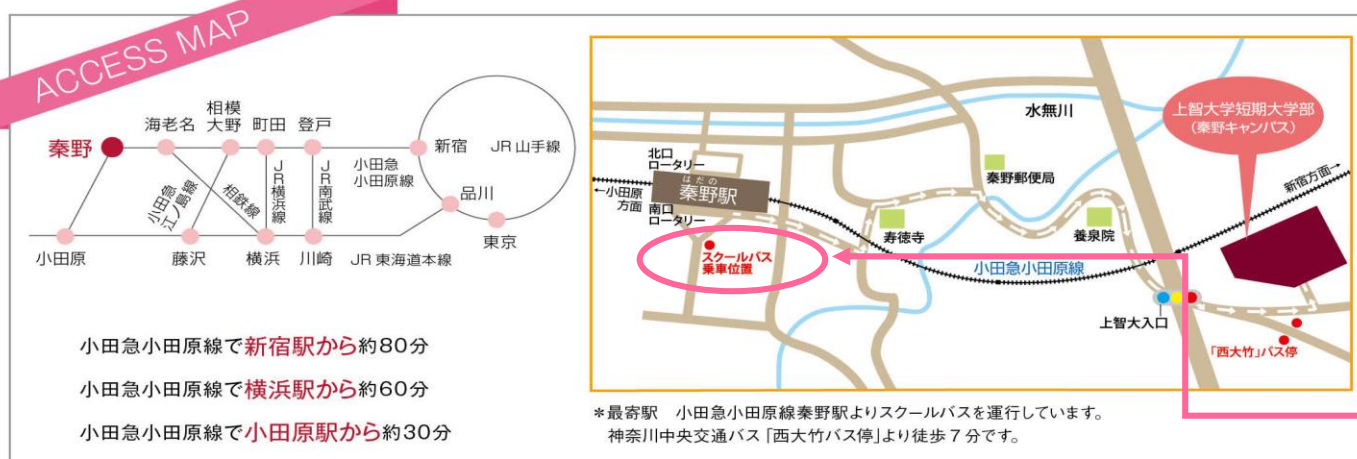 ACCESS MAP
秦野
海老名
相模
大野
町田
登戸
新宿
JR 山手線
小田急
小田原線
小田急
江ノ島線
相鉄線
JR横浜線
JR南武線
品川
東京
小田原
藤沢
横浜
川崎
JR 東海道本線
小田急小田原線で新宿駅から約80分
小田急小田原線で横浜駅から約60分
小田急小田原線で小田原駅から約30分
水無川
上智大学短期大学部
(秦野キャンパス)
北口
ロータリー
はだの
秦野駅
←小田原
方面
南口
ロータリー
スクールバス
乗車位置
秦野郵便局
寿徳寺
養泉院
新宿方面→
小田急小田原線
上智大入口
「西大竹」バス停
*最寄駅 小田急小田原線秦野駅よりスクールバスを運行しています。
神奈川中央交通バス「西大竹バス停」より徒歩7分です。